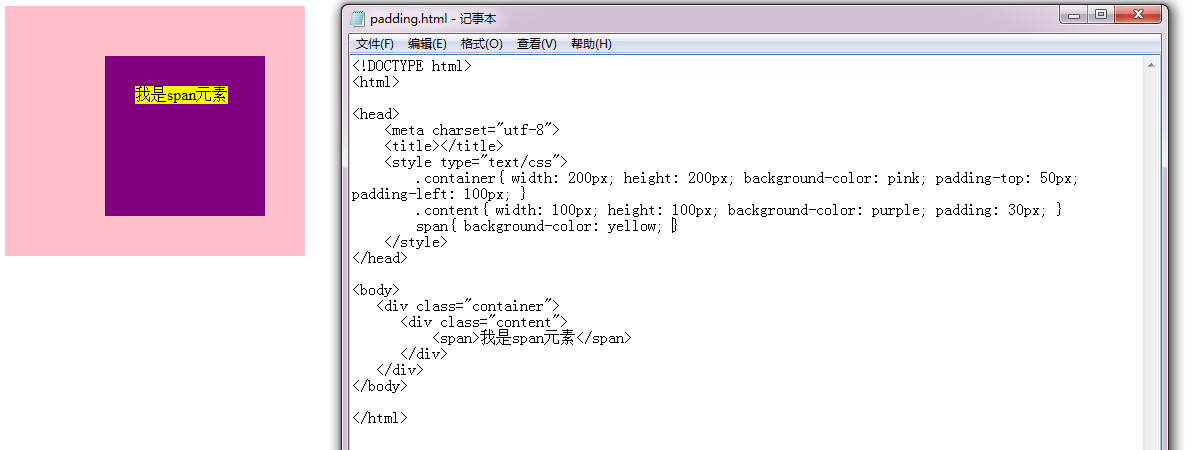 我是span元素
padding.html - 记事本
文件(F) 编辑(E) 格式(O) 查看(V) 帮助(H)
<!DOCTYPE html>
<html>
<head>
<meta charset="utf-8">
<title></title>
<style type="text/css">
.container{ width: 200px; height: 200px; background-color: pink; padding-top: 50px;
padding-left: 100px; }
.content{ width: 100px; height: 100px; background-color: purple; padding: 30px; }
span{ background-color: yellow; }
</style>
</head>
<body>
<div class="container">
<div class="content">
<span>我是span元素</span>
</div>
</div>
</body>
</html>